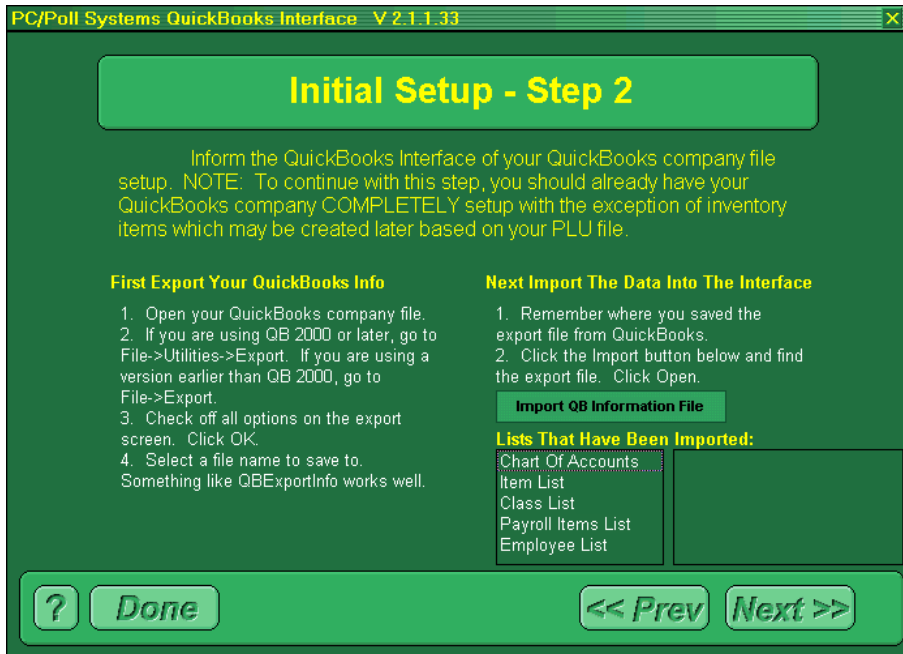 PC/Poll Systems QuickBooks Interface V 2.1.1.33
Initial Setup - Step 2
Inform the QuickBooks Interface of your QuickBooks company file
setup. NOTE: To continue with this step, you should already have your
QuickBooks company COMPLETELY setup with the exception of inventory
items which may be created later based on your PLU file.
First Export Your QuickBooks Info
1. Open your QuickBooks company file.
2. If you are using QB 2000 or later, go to
File->Utilities->Export. If you are using a
version earlier than QB 2000, go to
File->Export.
3. Check off all options on the export
screen. Click OK.
4. Select a file name to save to.
Something like QBExportInfo works well.
Next Import The Data Into The Interface
1. Remember where you saved the
export file from QuickBooks.
2. Click the Import button below and find
the export file. Click Open.
Import QB Information File
Lists That Have Been Imported:
Chart Of Accounts
Item List
Class List
Payroll Items List
Employee List
?
Done
<< Prev
Next >>